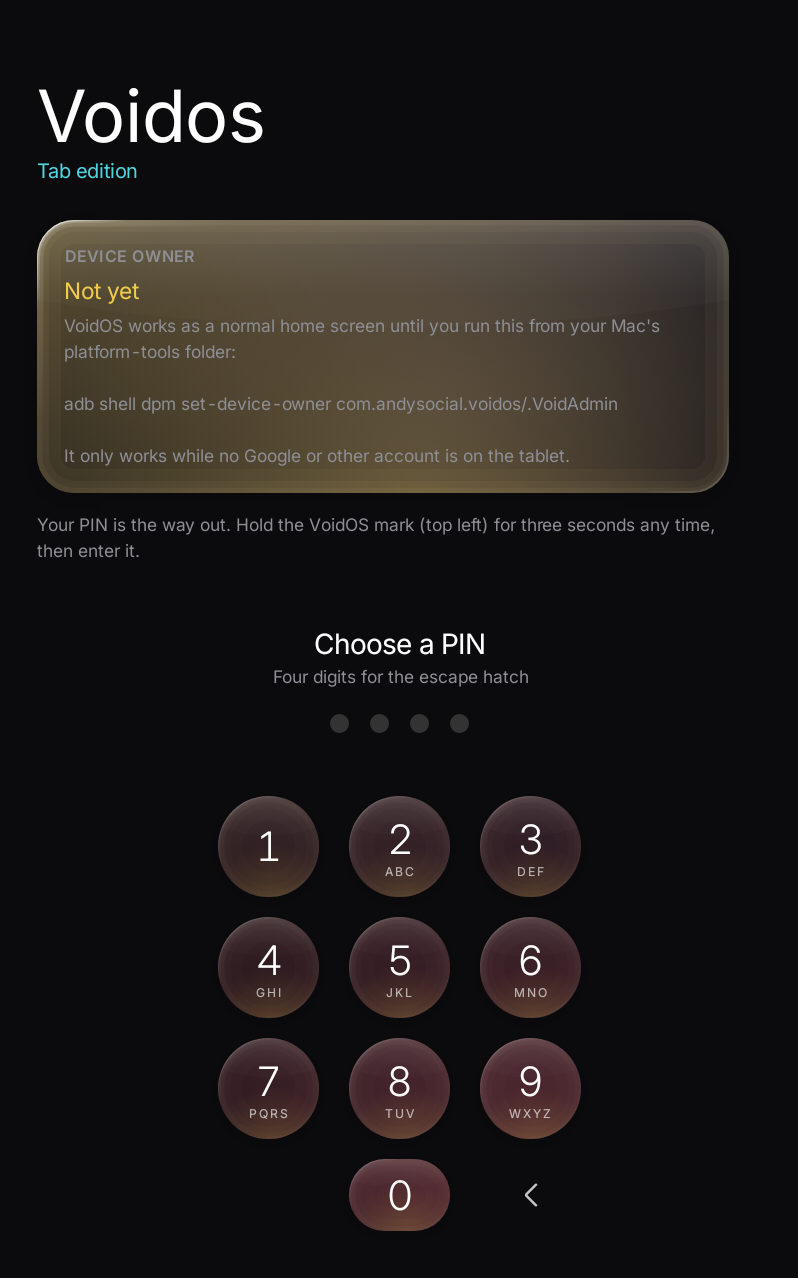 Voidos
Tab edition
DEVICE OWNER
Not yet
VoidOS works as a normal home screen until you run this from your Mac's
platform-tools folder:
adb shell dpm set-device-owner com.andysocial.voidos/.VoidAdmin
It only works while no Google or other account is on the tablet.
Your PIN is the way out. Hold the VoidOS mark (top left) for three seconds any time,
then enter it.
Choose a PIN
Four digits for the escape hatch
1 2 3
ABC DEF
4 5 6
GHI JKL MNO
7 8 9
PQRS TUV WXYZ
0